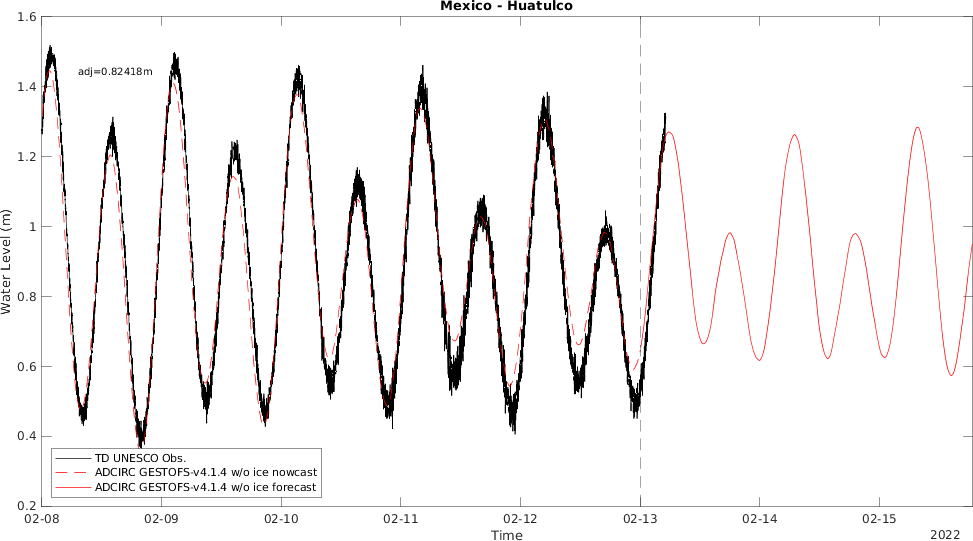 Mexico - Huatulco
1.6
1.4
1.2
1
0.8
0.6
0.4
0.2
Water Level (m)
adj=0.82418m
TD UNESCO Obs.
ADCIRC GESTOFS-v4.1.4 w/o ice nowcast
ADCIRC GESTOFS-v4.1.4 w/o ice forecast
02-08 02-09 02-10 02-11 02-12 02-13 02-14 02-15
Time
2022